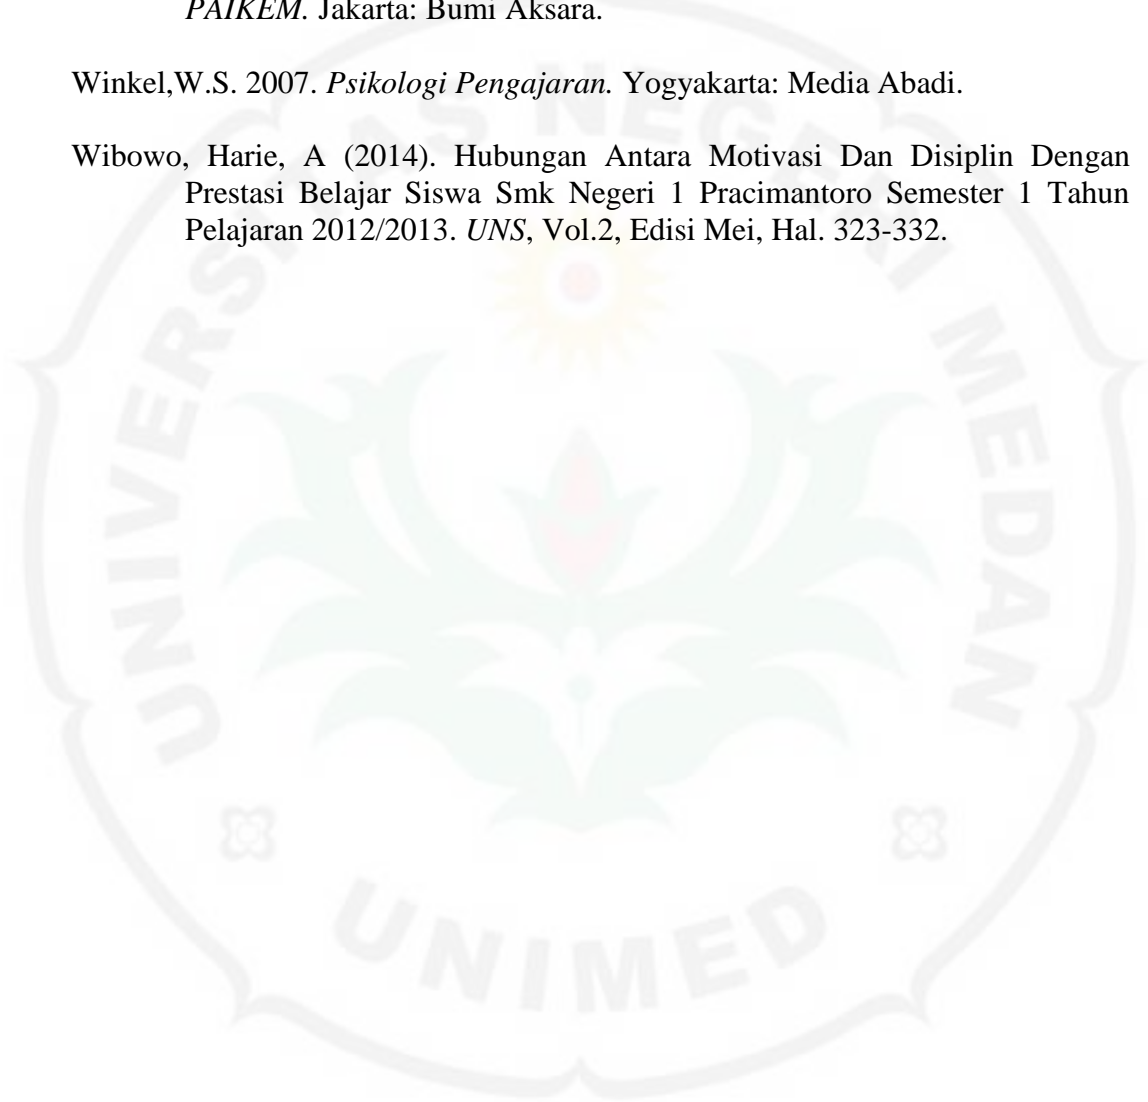 PAIKEM. Jakarta: Bumi Aksara.
Winkel,W.S. 2007. Psikologi Pengajaran. Yogyakarta: Media Abadi.
Wibowo, Harie, A (2014). Hubungan Antara Motivasi Dan Disiplin Dengan
Prestasi Belajar Siswa Smk Negeri 1 Pracimantoro Semester 1 Tahun
Pelajaran 2012/2013. UNS, Vol.2, Edisi Mei, Hal. 323-332.
UNIVERSITAS NEGERI MEDAN
UNIMED